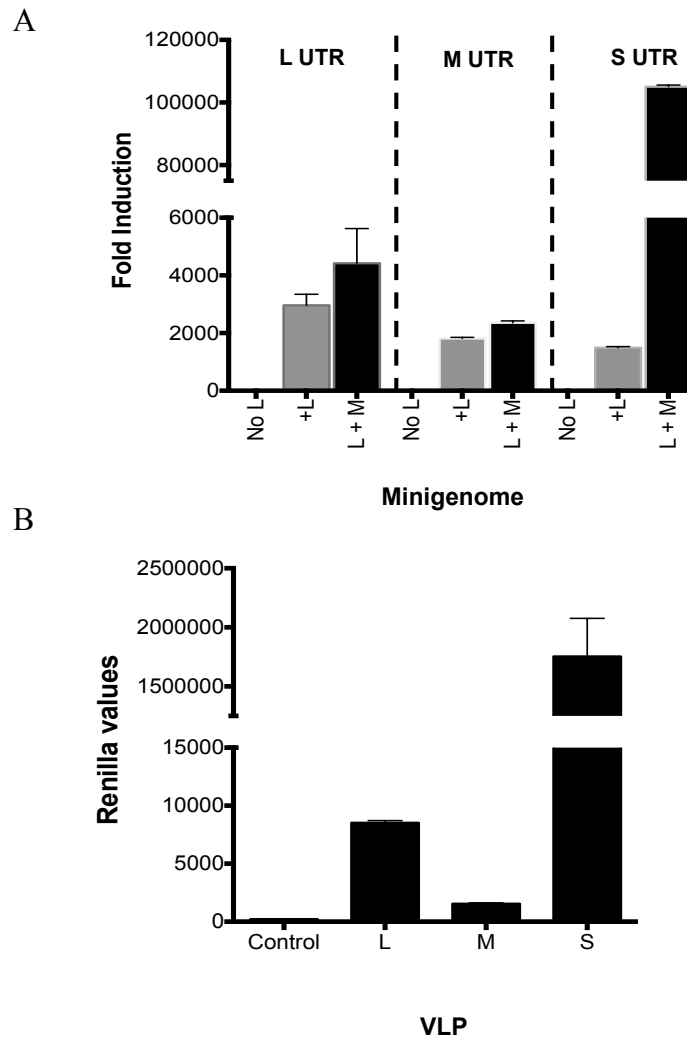 A
120000
100000
80000
6000
4000
2000
0
Fold Induction
L UTR
M UTR
S UTR
No L
+L
L + M
No L
+L
L + M
No L
+L
L + M
Minigenome
B
2500000
2000000
1500000
15000
10000
5000
0
Renilla values
Control
L
M
S
VLP